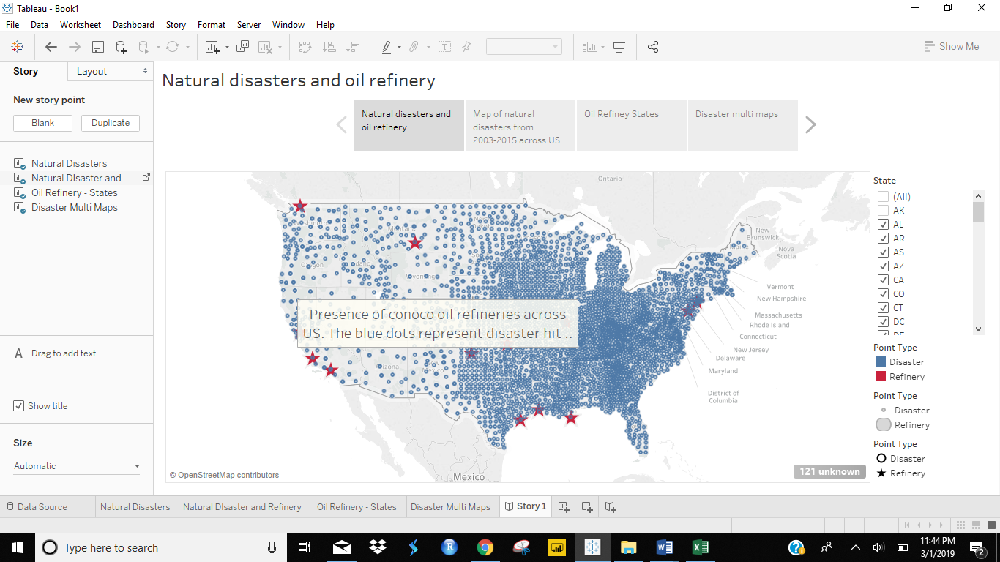 Tableau - Book1
File Data Worksheet Dashboard Story Format Server Window Help
Show Me
Story Layout
New story point
Blank Duplicate
Natural Disasters
Natural DIsaster and...
Oil Refinery - States
Disaster Multi Maps
A Drag to add text
Show title
Size
Automatic
Natural disasters and oil refinery
Natural disasters and
oil refinery
Map of natural
disasters from
2003-2015 across US
Oil Refiney States
Disaster multi maps
Ontario
New
Brunswick
Nova
Scotia
Vermont
New Hampshire
Massachusetts
Rhode Island
Connecticut
New Jersey
Delaware
Maryland
District of
Columbia
Presence of conoco oil refineries across
US. The blue dots represent disaster hit ..
Mexico
© OpenStreetMap contributors
121 unknown
State
(All)
AK
AL
AR
AS
AZ
CA
CO
CT
DC
Point Type
Disaster
Refinery
Point Type
Disaster
Refinery
Point Type
Disaster
Refinery
Data Source Natural Disasters Natural DIsaster and Refinery Oil Refinery - States Disaster Multi Maps Story 1
Type here to search
11:44 PM
3/1/2019
2